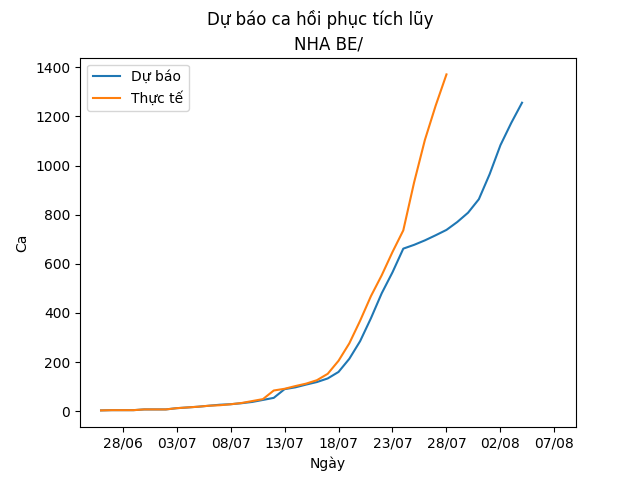 Dự báo ca hồi phục tích lũy
NHA BE/
Dự báo
Thực tế
1400
1200
1000
800
600
400
200
0
Ca
28/06 03/07 08/07 13/07 18/07 23/07 28/07 02/08 07/08
Ngày